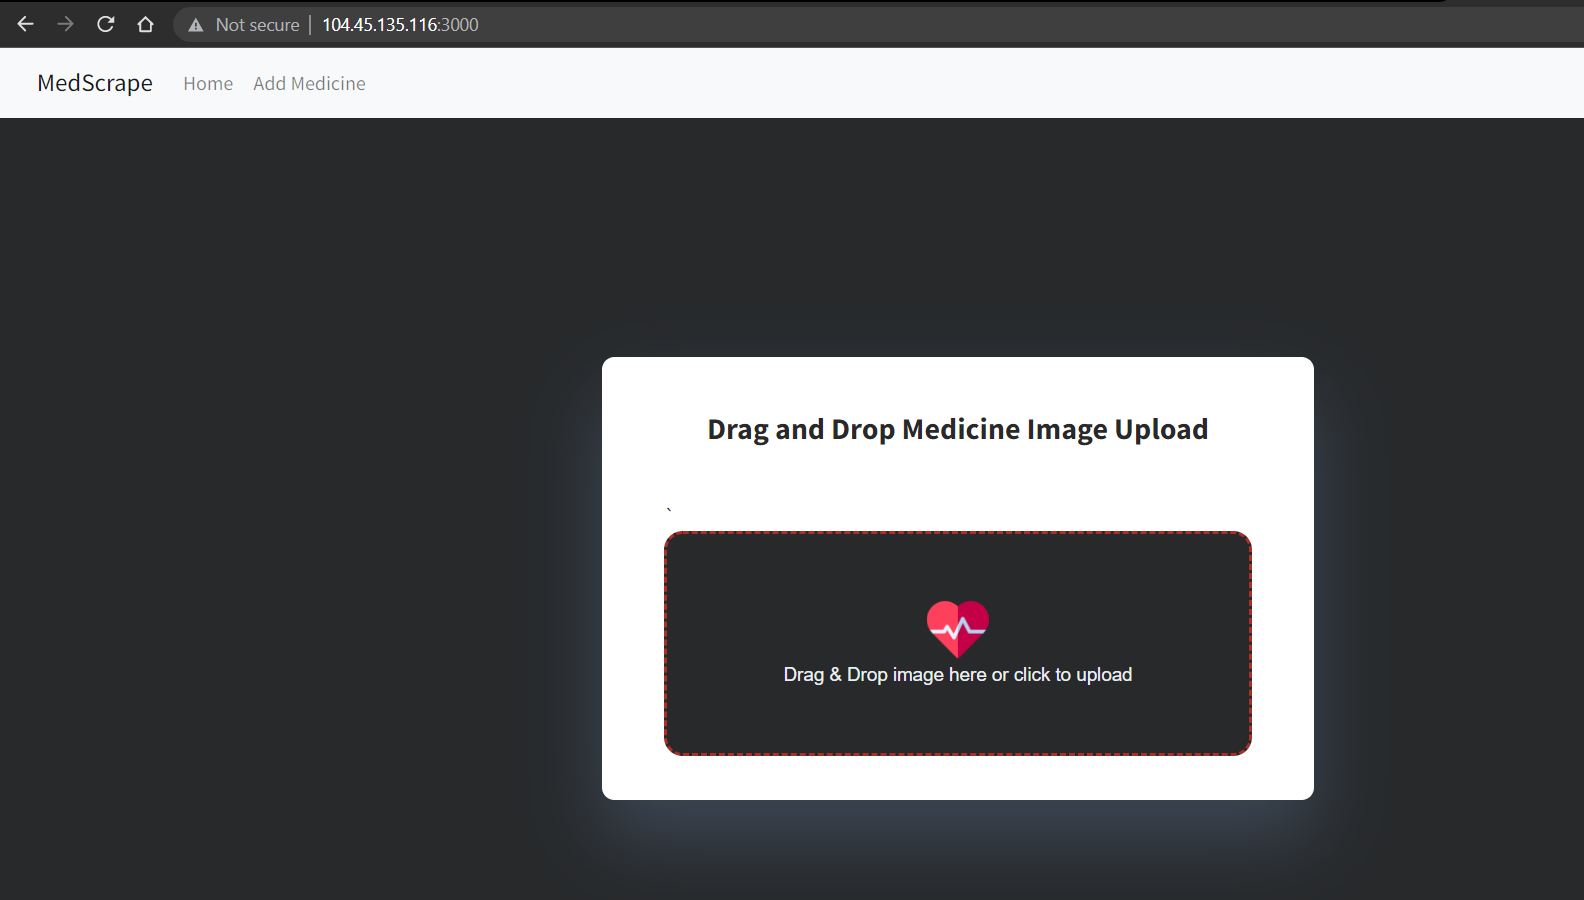 Not secure | 104.45.135.116:3000
MedScrape Home Add Medicine
Drag and Drop Medicine Image Upload
`
Drag & Drop image here or click to upload